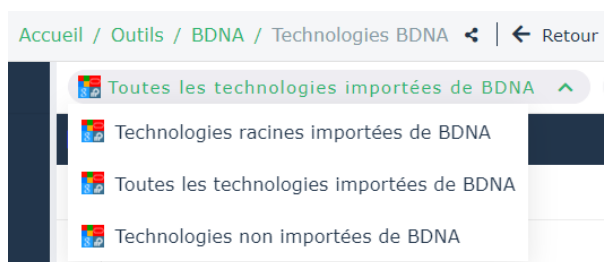 Accueil / Outils / BDNA / Technologies BDNA Retour
Toutes les technologies importées de BDNA
Technologies racines importées de BDNA
Toutes les technologies importées de BDNA
Technologies non importées de BDNA